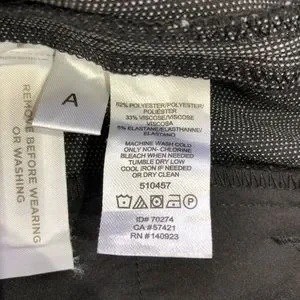 REMOVE BEFORE WEARING
OR WASHING
A
62% POLYESTER/POLYESTER/
POLIÉSTER
33% VISCOSE/VISCOSE
VISCOSA
5% ELASTANE/ELASTHANNE/
ELASTANO
MACHINE WASH COLD
ONLY NON- CHLORINE
BLEACH WHEN NEEDED
TUMBLE DRY LOW
COOL IRON IF NEEDED
OR DRY CLEAN
510457
ID# 70274
CA #57421
RN #140923